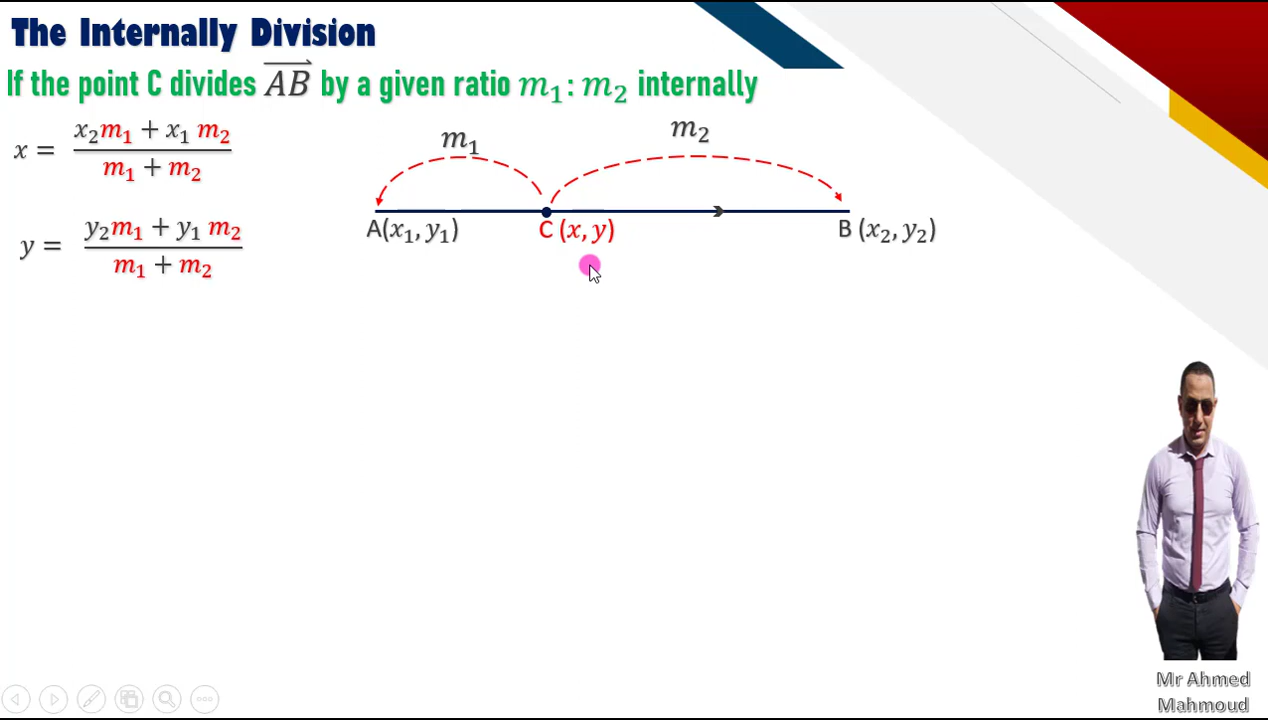 The Internally Division
If the point C divides $\overrightarrow{AB}$ by a given ratio $m_1 : m_2$ internally
$x = \frac{x_2 m_1 + x_1 m_2}{m_1 + m_2}$
$y = \frac{y_2 m_1 + y_1 m_2}{m_1 + m_2}$
$m_1$
$m_2$
A$(x_1, y_1)$
C $(x, y)$
B $(x_2, y_2)$
Mr Ahmed
Mahmoud